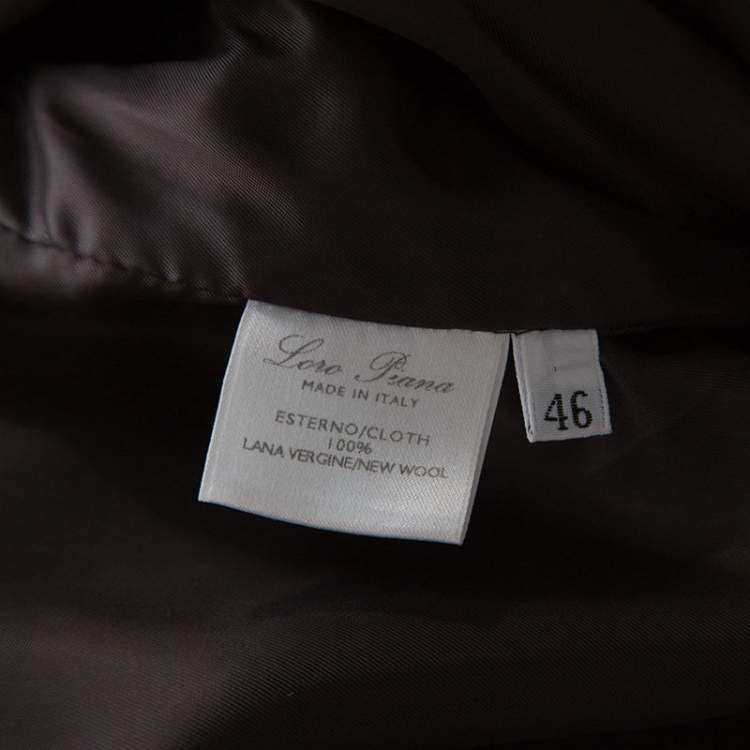 Loro Piana
MADE IN ITALY
ESTERNO/CLOTH
100%
LANA VERGINE/NEW WOOL
46